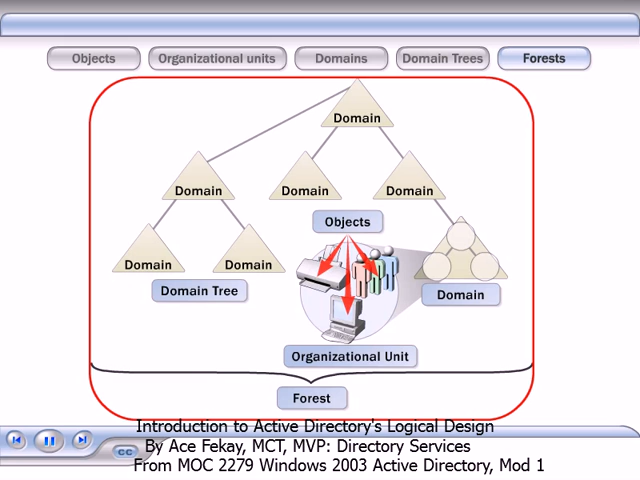 Objects
Organizational units
Domains
Domain Trees
Forests
Domain
Domain
Domain
Domain
Objects
Domain
Domain
Domain Tree
Domain
Organizational Unit
Forest
Introduction to Active Directory's Logical Design
By Ace Fekay, MCT, MVP: Directory Services
From MOC 2279 Windows 2003 Active Directory, Mod 1
CC